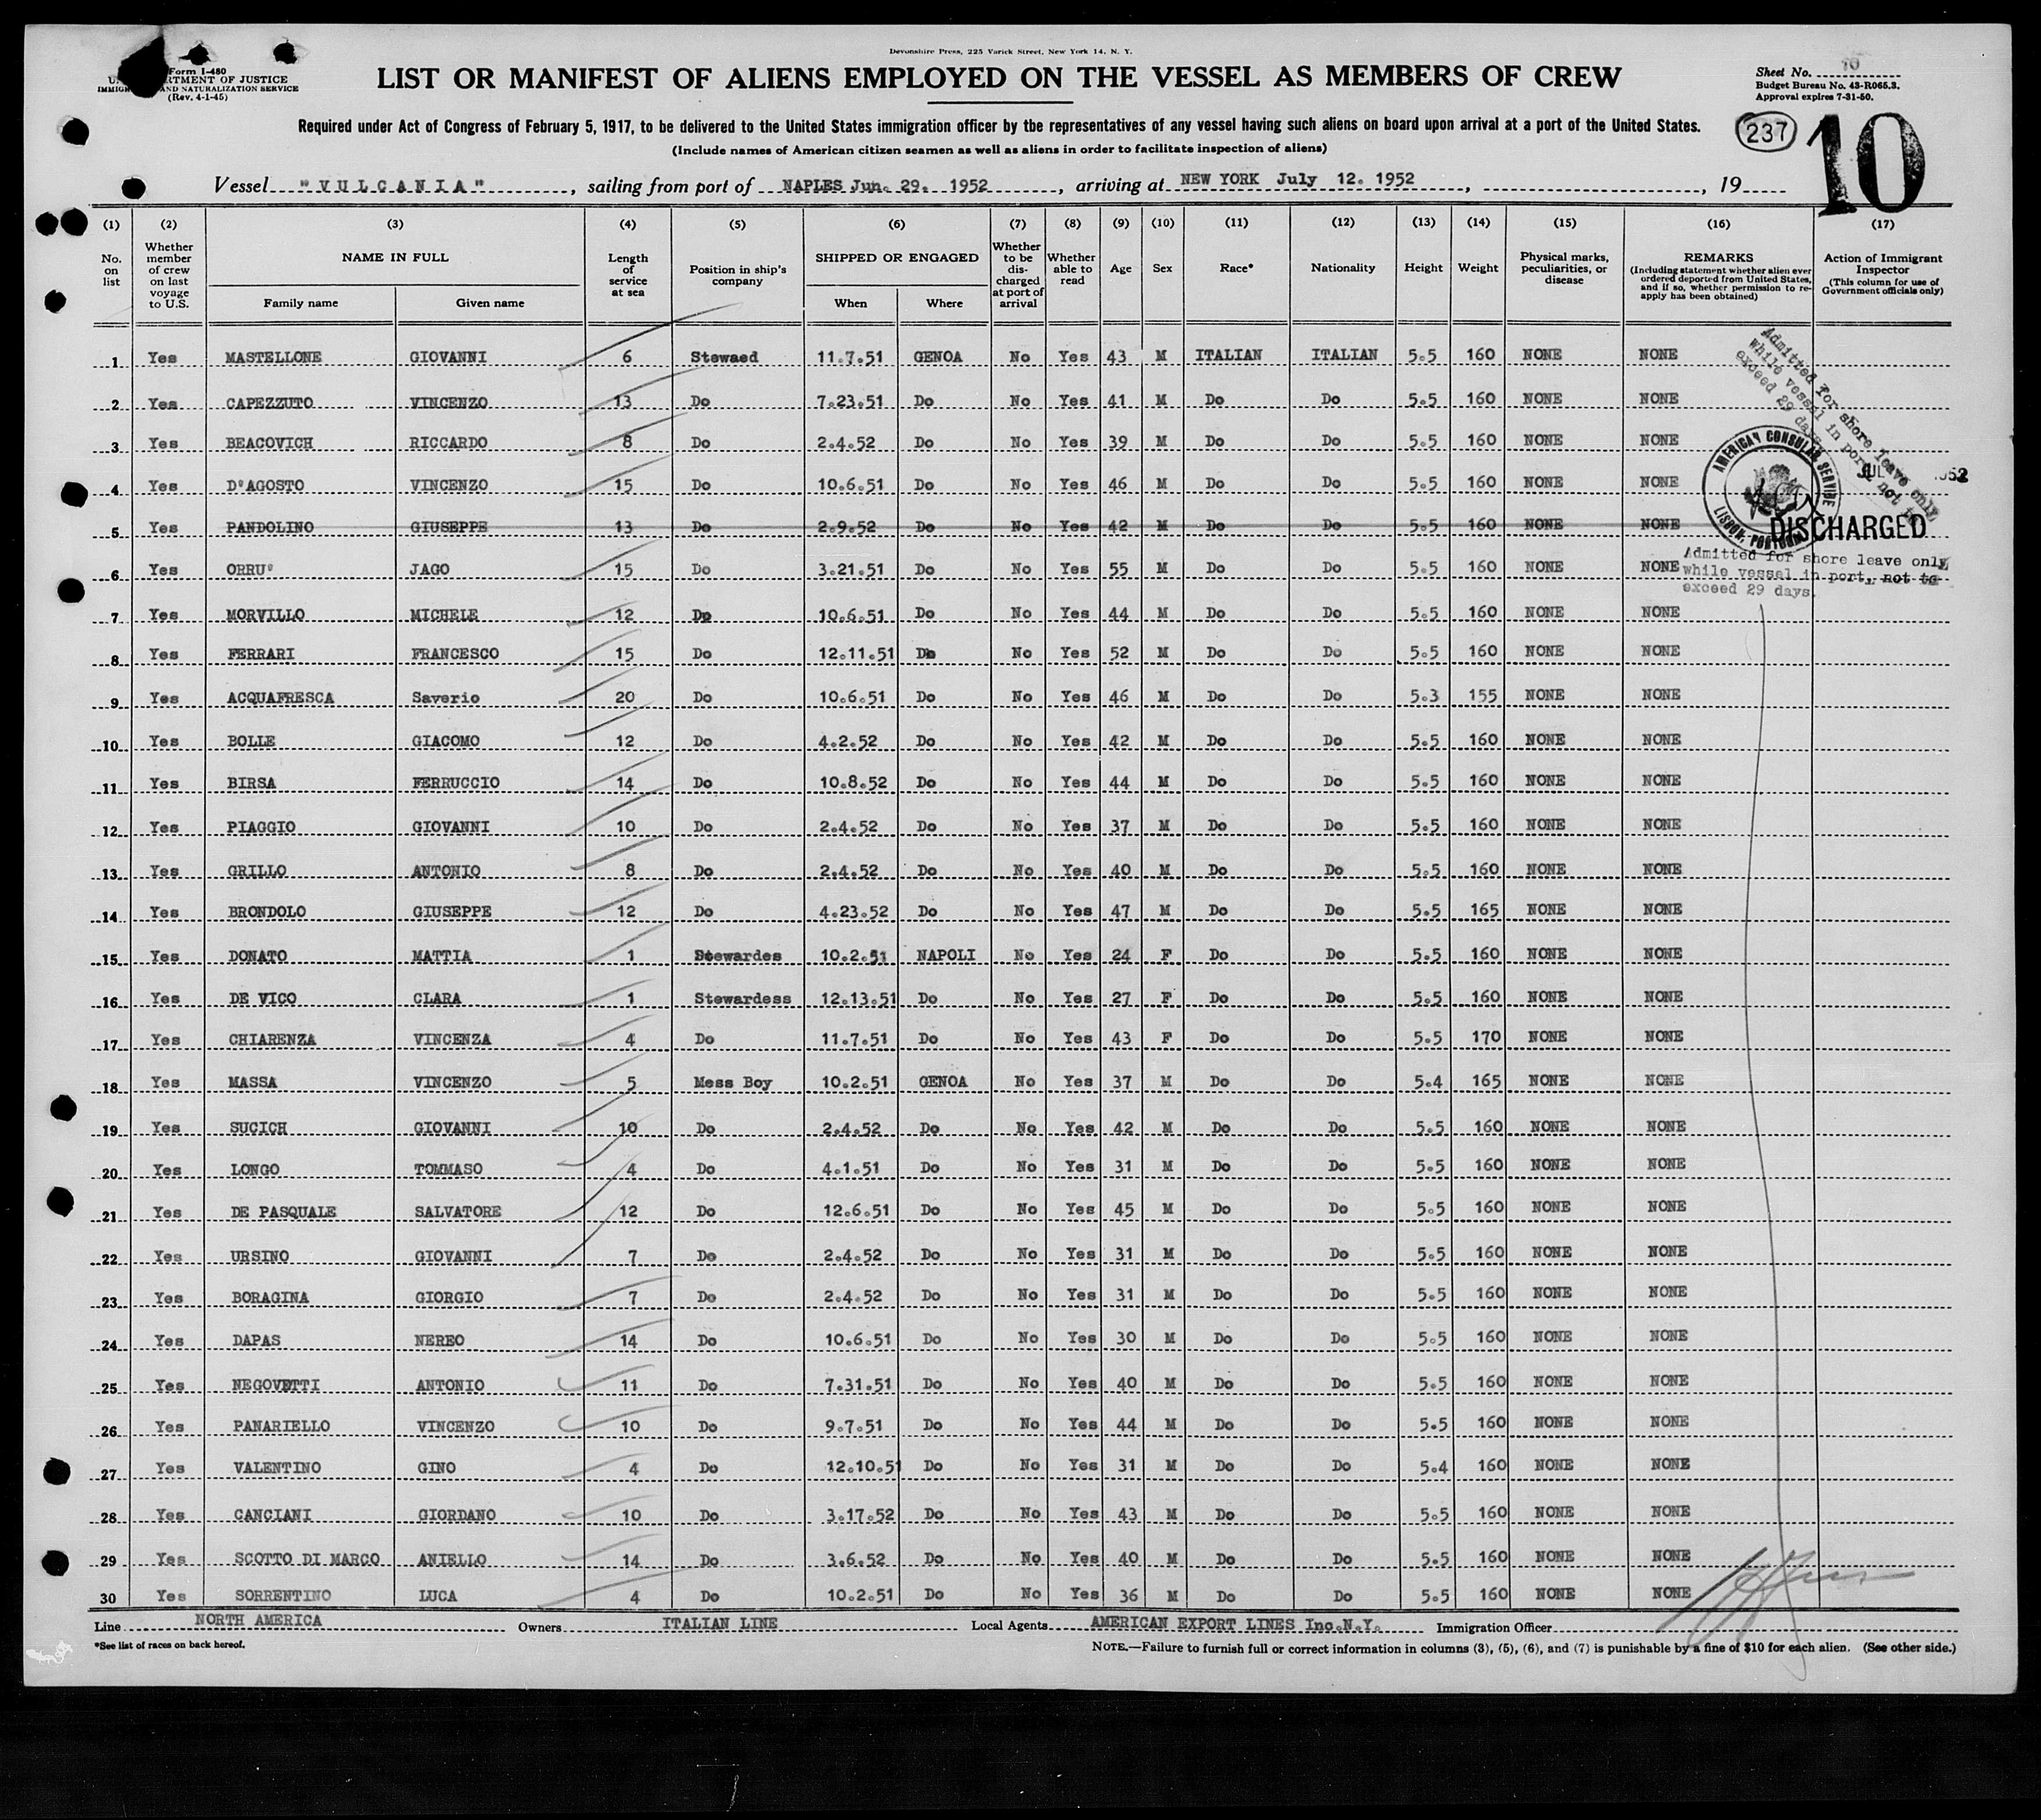 Devonshire Press, 225 Varick Street, New York 14, N. Y.
Form I-480
IMMIGR AND NATURALIZATION SERVICE
(Rev. 4-1-45)
LIST OR MANIFEST OF ALIENS EMPLOYED ON THE VESSEL AS MEMBERS OF CREW
Sheet No. 10
Budget Bureau No. 43-R065.3.
Approval expires 7-31-50.
Required under Act of Congress of February 5, 1917, to be delivered to the United States immigration officer by the representatives of any vessel having such aliens on board upon arrival at a port of the United States.
(Include names of American citizen seamen as well as aliens in order to facilitate inspection of aliens)
237
10
Vessel "VULCANIA", sailing from port of NAPLES Jun. 29. 1952, arriving at NEW YORK July 12. 1952, 19
(1) (2) (3) (4) (5) (6) (7) (8) (9) (10) (11) (12) (13) (14) (15) (16) (17)
No. on list
Whether member of crew on last voyage to U.S.
NAME IN FULL
Family name
Given name
Length of service at sea
Position in ship's company
SHIPPED OR ENGAGED
When
Where
Whether to be discharged at port of arrival
Whether able to read
Age
Sex
Race*
Nationality
Height
Weight
Physical marks, peculiarities, or disease
REMARKS
(Including statement whether alien ever ordered deported from United States, and if so, whether permission to reapply has been obtained)
Action of Immigrant Inspector
(This column for use of Government officials only)
1 Yes MASTELLONE GIOVANNI 6 Stewaed 11.7.51 GENOA No Yes 43 M ITALIAN ITALIAN 5.5 160 NONE NONE
2 Yes CAPEZZUTO VINCENZO 13 Do 7.23.51 Do No Yes 41 M Do Do 5.5 160 NONE NONE
3 Yes BEACOVICH RICCARDO 8 Do 2.4.52 Do No Yes 39 M Do Do 5.5 160 NONE NONE
4 Yes D'AGOSTO VINCENZO 15 Do 10.6.51 Do No Yes 46 M Do Do 5.5 160 NONE NONE
5 Yes PANDOLINO GIUSEPPE 13 Do 2.9.52 Do No Yes 42 M Do Do 5.5 160 NONE NONE
6 Yes ORRU' JAGO 15 Do 3.21.51 Do No Yes 55 M Do Do 5.5 160 NONE NONE
7 Yes MORVILLO MICHELE 12 Do 10.6.51 Do No Yes 44 M Do Do 5.5 160 NONE NONE
8 Yes FERRARI FRANCESCO 15 Do 12.11.51 Do No Yes 52 M Do Do 5.5 160 NONE NONE
9 Yes ACQUAFRESCA Saverio 20 Do 10.6.51 Do No Yes 46 M Do Do 5.3 155 NONE NONE
10 Yes BOLLE GIACOMO 12 Do 4.2.52 Do No Yes 42 M Do Do 5.5 160 NONE NONE
11 Yes BIRSA FERRUCCIO 14 Do 10.8.52 Do No Yes 44 M Do Do 5.5 160 NONE NONE
12 Yes PIAGGIO GIOVANNI 10 Do 2.4.52 Do No Yes 37 M Do Do 5.5 160 NONE NONE
13 Yes GRILLO ANTONIO 8 Do 2.4.52 Do No Yes 40 M Do Do 5.5 160 NONE NONE
14 Yes BRONDOLO GIUSEPPE 12 Do 4.23.52 Do No Yes 47 M Do Do 5.5 165 NONE NONE
15 Yes DONATO MATTIA 1 Stewardes 10.2.51 NAPOLI No Yes 24 F Do Do 5.5 160 NONE NONE
16 Yes DE VICO CLARA 1 Stewardess 12.13.51 Do No Yes 27 F Do Do 5.5 160 NONE NONE
17 Yes CHIARENZA VINCENZA 4 Do 11.7.51 Do No Yes 43 F Do Do 5.5 170 NONE NONE
18 Yes MASSA VINCENZO 5 Mess Boy 10.2.51 GENOA No Yes 37 M Do Do 5.4 165 NONE NONE
19 Yes SUCICH GIOVANNI 10 Do 2.4.52 Do No Yes 42 M Do Do 5.5 160 NONE NONE
20 Yes LONGO TOMMASO 4 Do 4.1.51 Do No Yes 31 M Do Do 5.5 160 NONE NONE
21 Yes DE PASQUALE SALVATORE 12 Do 12.6.51 Do No Yes 45 M Do Do 5.5 160 NONE NONE
22 Yes URSINO GIOVANNI 7 Do 2.4.52 Do No Yes 31 M Do Do 5.5 160 NONE NONE
23 Yes BORAGINA GIORGIO 7 Do 2.4.52 Do No Yes 31 M Do Do 5.5 160 NONE NONE
24 Yes DAPAS NEREO 14 Do 10.6.51 Do No Yes 30 M Do Do 5.5 160 NONE NONE
25 Yes NEGOVETTI ANTONIO 11 Do 7.31.51 Do No Yes 40 M Do Do 5.5 160 NONE NONE
26 Yes PANARIELLO VINCENZO 10 Do 9.7.51 Do No Yes 44 M Do Do 5.5 160 NONE NONE
27 Yes VALENTINO GINO 4 Do 12.10.51 Do No Yes 31 M Do Do 5.4 160 NONE NONE
28 Yes CANCIANI GIORDANO 10 Do 3.17.52 Do No Yes 43 M Do Do 5.5 160 NONE NONE
29 Yes SCOTTO DI MARCO ANIELLO 14 Do 3.6.52 Do No Yes 40 M Do Do 5.5 160 NONE NONE
30 Yes SORRENTINO LUCA 4 Do 10.2.51 Do No Yes 36 M Do Do 5.5 160 NONE NONE
Admitted for shore leave only
while vessel in port, not to
exceed 29 days
AMERICAN CONSULAR SERVICE
LISBON, PORTUGAL
DISCHARGED
Admitted for shore leave only
while vessel in port, not to
exceed 29 days.
Line NORTH AMERICA Owners ITALIAN LINE Local Agents AMERICAN EXPORT LINES Inc.N.Y. Immigration Officer
*See list of races on back hereof.
NOTE.—Failure to furnish full or correct information in columns (3), (5), (6), and (7) is punishable by a fine of $10 for each alien. (See other side.)